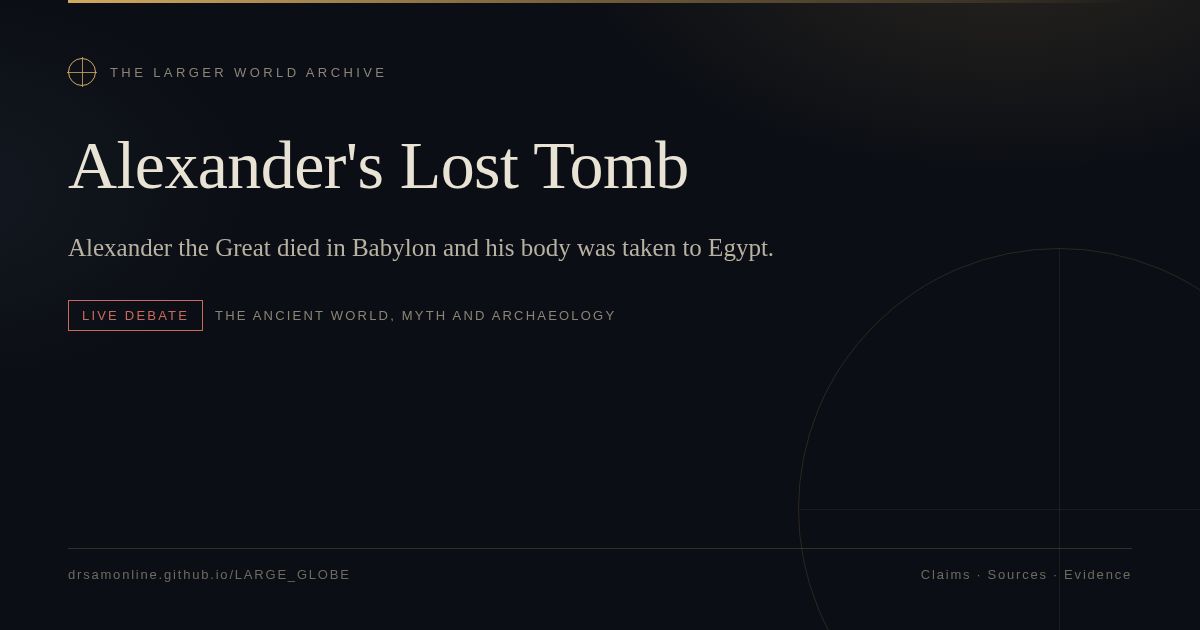 THE LARGER WORLD ARCHIVE
Alexander's Lost Tomb
Alexander the Great died in Babylon and his body was taken to Egypt.
LIVE DEBATE THE ANCIENT WORLD, MYTH AND ARCHAEOLOGY
drsamonline.github.io/LARGE_GLOBE Claims · Sources · Evidence